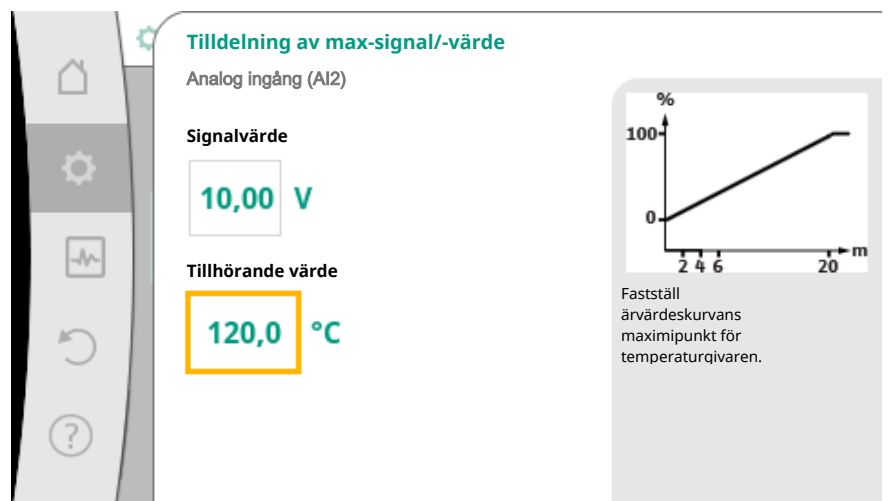 Tilldelning av max-signal/-värde
Analog ingång (AI2)
Signalvärde
10,00 V
Tillhörande värde
120,0 °C
%
100
0
2 4 6 20 m
Fastställ
ärvärdeskurvans
maximipunkt för
temperaturgivaren.
?